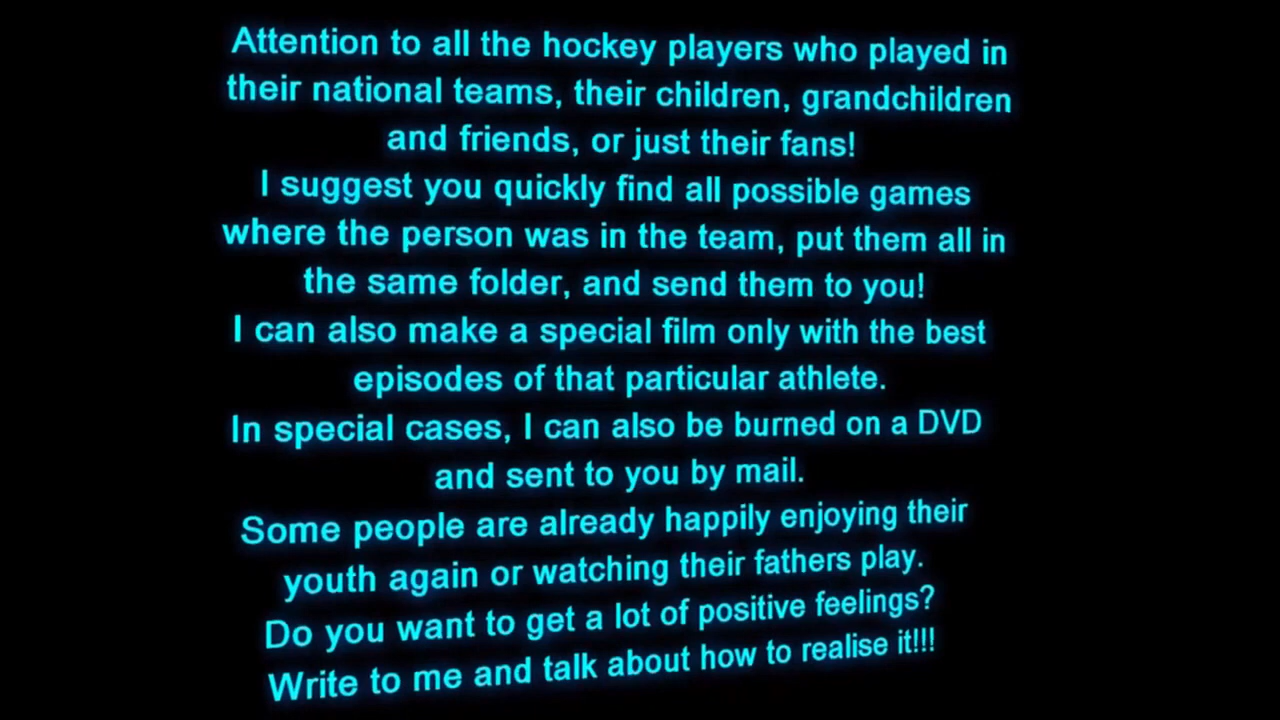 Attention to all the hockey players who played in
their national teams, their children, grandchildren
and friends, or just their fans!
I suggest you quickly find all possible games
where the person was in the team, put them all in
the same folder, and send them to you!
I can also make a special film only with the best
episodes of that particular athlete.
In special cases, I can also be burned on a DVD
and sent to you by mail.
Some people are already happily enjoying their
youth again or watching their fathers play.
Do you want to get a lot of positive feelings?
Write to me and talk about how to realise it!!!